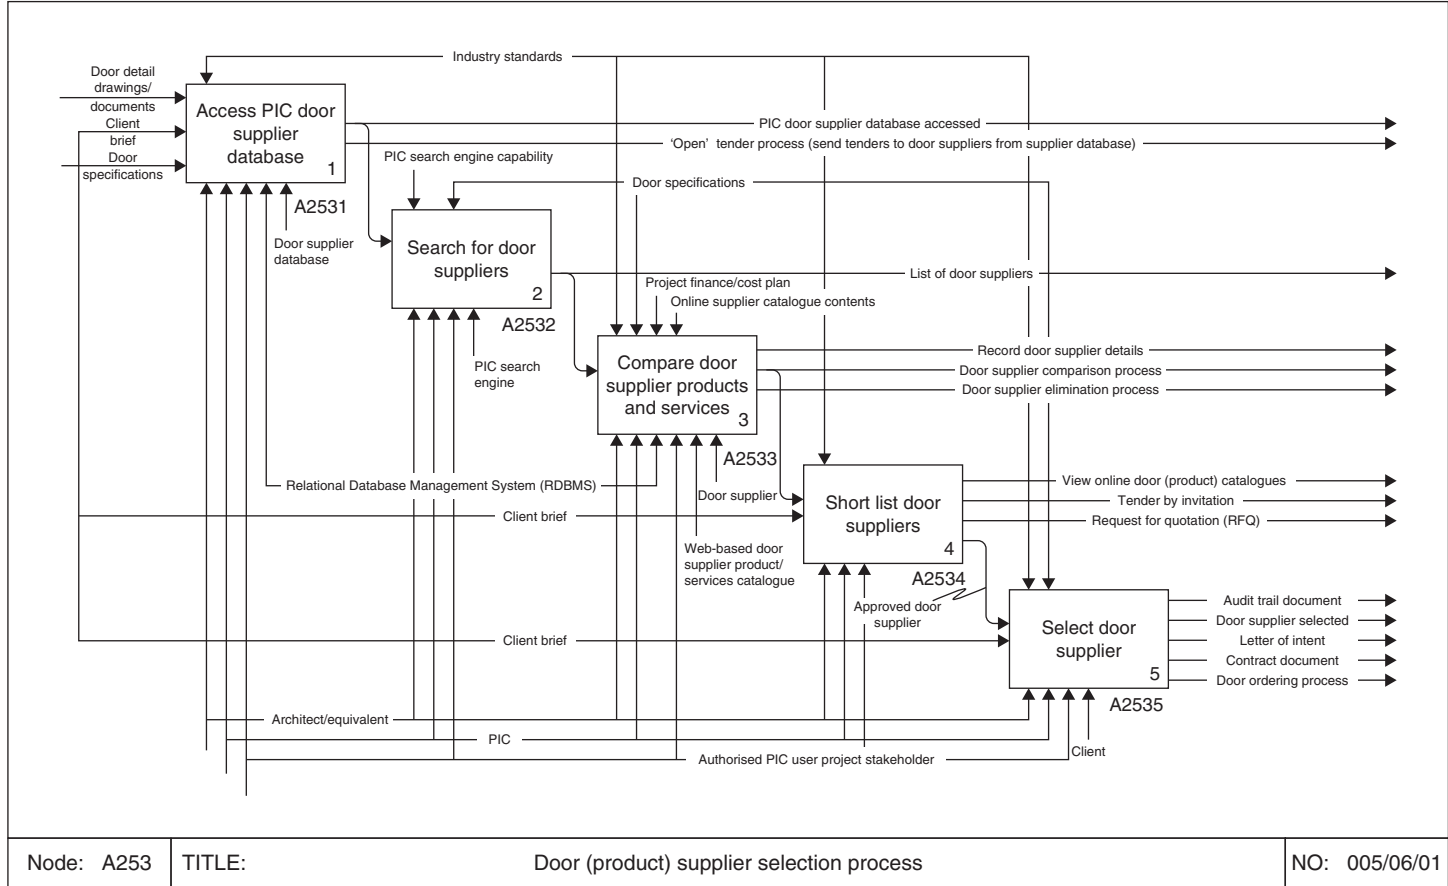 Industry standards
Door detail
drawings/
documents
Client
brief
Door
specifications
Access PIC door
supplier
database
1
A2531
PIC door supplier database accessed
'Open' tender process (send tenders to door suppliers from supplier database)
PIC search engine capability
Door specifications
Door supplier
database
Search for door
suppliers
2
A2532
List of door suppliers
Project finance/cost plan
Online supplier catalogue contents
PIC search
engine
Compare door
supplier products
and services
3
A2533
Record door supplier details
Door supplier comparison process
Door supplier elimination process
Relational Database Management System (RDBMS)
Door supplier
Client brief
Web-based door
supplier product/
services catalogue
Short list door
suppliers
4
A2534
View online door (product) catalogues
Tender by invitation
Request for quotation (RFQ)
Approved door
supplier
Client brief
Select door
supplier
5
A2535
Audit trail document
Door supplier selected
Letter of intent
Contract document
Door ordering process
Architect/equivalent
PIC
Authorised PIC user project stakeholder
Client
Node: A253
TITLE:
Door (product) supplier selection process
NO: 005/06/01